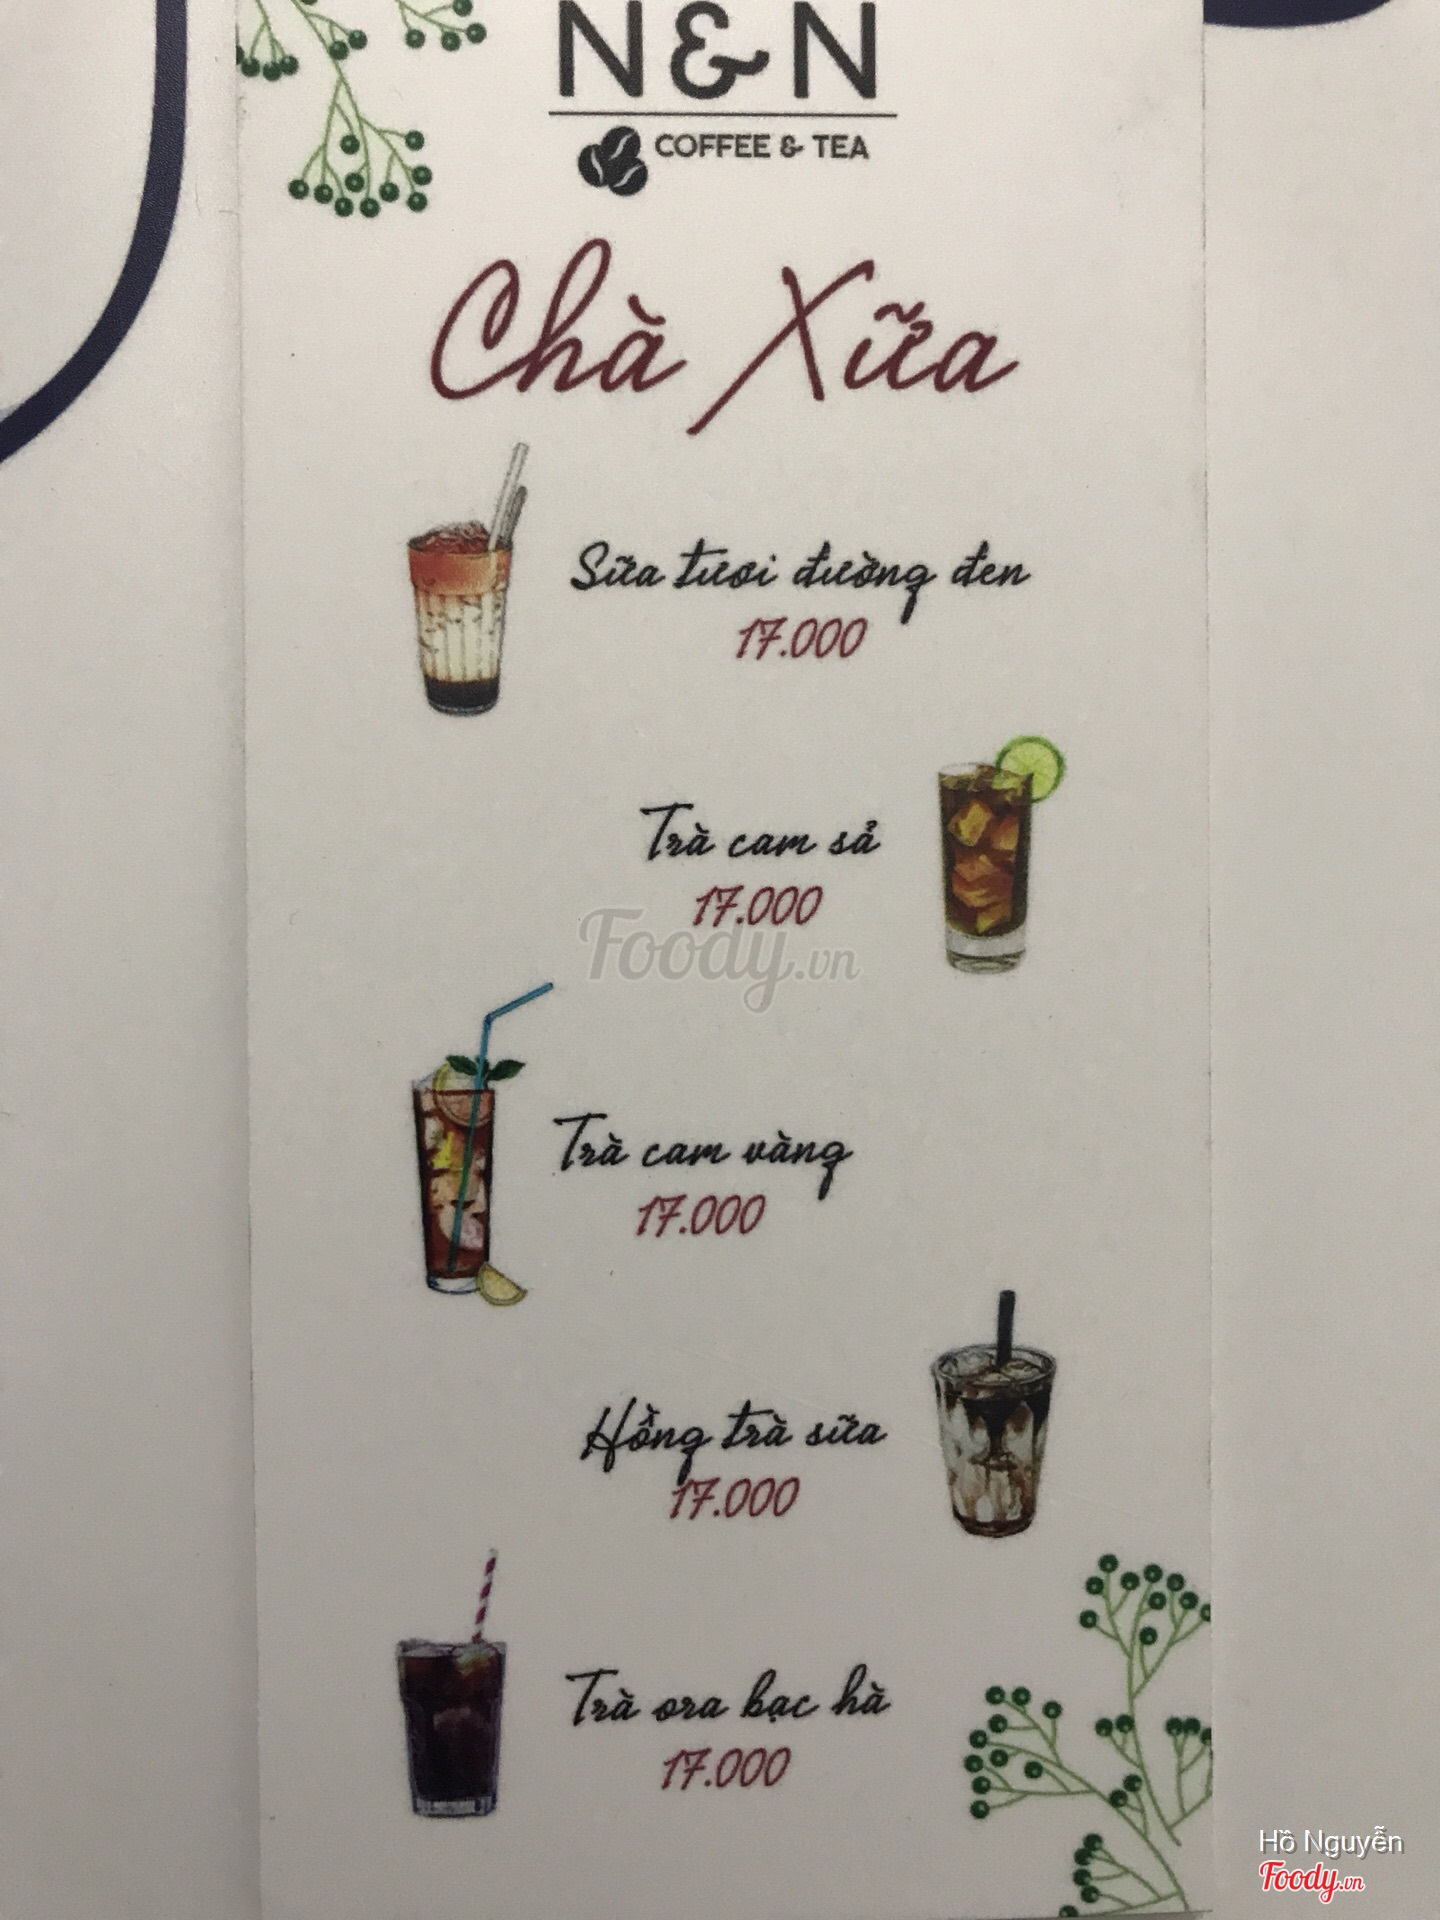 N&N
COFFEE & TEA
Chà Xữa
Sữa tươi đường đen
17.000
Trà cam sả
17.000
Foody.vn
Trà cam vàng
17.000
Hồng trà sữa
17.000
Trà ora bạc hà
17.000
Hồ Nguyễn
Foody.vn